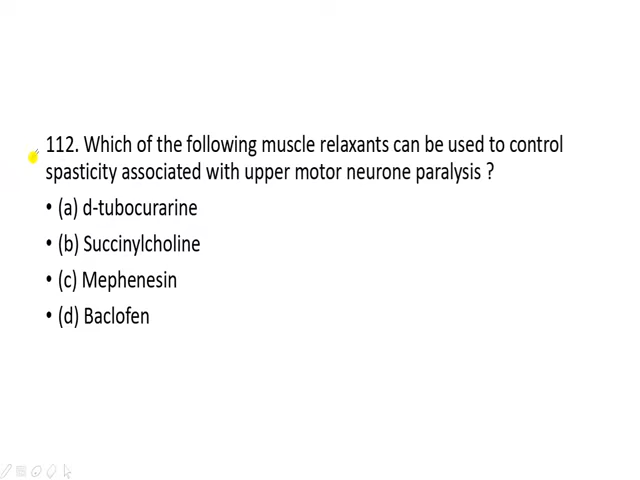 112. Which of the following muscle relaxants can be used to control
spasticity associated with upper motor neurone paralysis ?
• (a) d-tubocurarine
• (b) Succinylcholine
• (c) Mephenesin
• (d) Baclofen